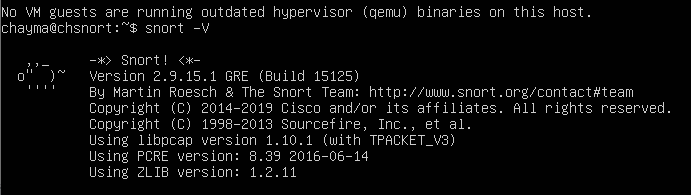 No VM guests are running outdated hypervisor (qemu) binaries on this host.
chayma@chsnort:~$ snort -V
   ,,_     -*> Snort! <*-
  o"  )~   Version 2.9.15.1 GRE (Build 15125)
   ''''    By Martin Roesch & The Snort Team: http://www.snort.org/contact#team
           Copyright (C) 2014-2019 Cisco and/or its affiliates. All rights reserved.
           Copyright (C) 1998-2013 Sourcefire, Inc., et al.
           Using libpcap version 1.10.1 (with TPACKET_V3)
           Using PCRE version: 8.39 2016-06-14
           Using ZLIB version: 1.2.11